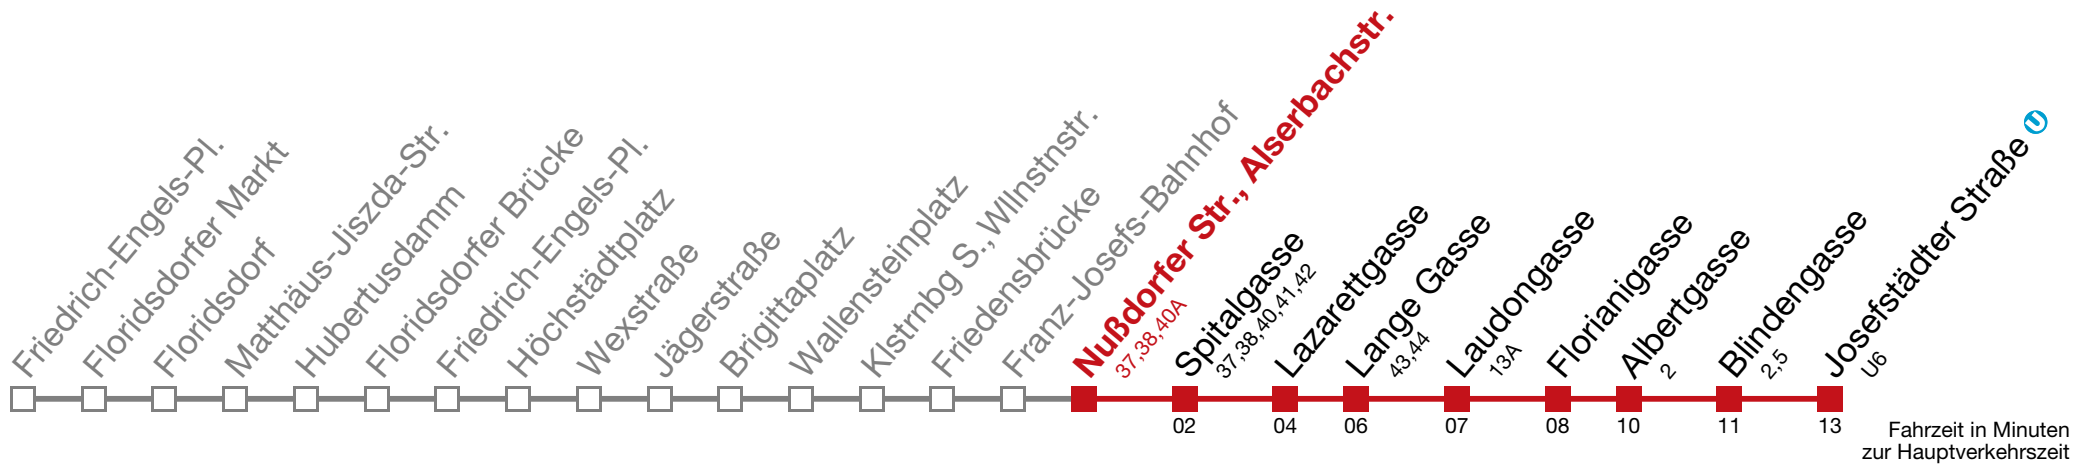 Friedrich-Engels-Pl.
Floridsdorfer Markt
Floridsdorf
Matthäus-Jiszda-Str.
Hubertusdamm
Floridsdorfer Brücke
Friedrich-Engels-Pl.
Höchstädtplatz
Wexstraße
Jägerstraße
Brigittaplatz
Wallensteinplatz
Klstrnbg S., Wllnstnstr.
Friedensbrücke
Franz-Josefs-Bahnhof
Nußdorfer Str., Alserbachstr.
37,38,40A
Spitalgasse
37,38,40,41,42
Lazarettgasse
Lange Gasse
43,44
Laudongasse
13A
Florianigasse
Albertgasse
2
Blindengasse
2,5
Josefstädter Straße U
U6
02 04 06 07 08 10 11 13
Fahrzeit in Minuten
zur Hauptverkehrszeit